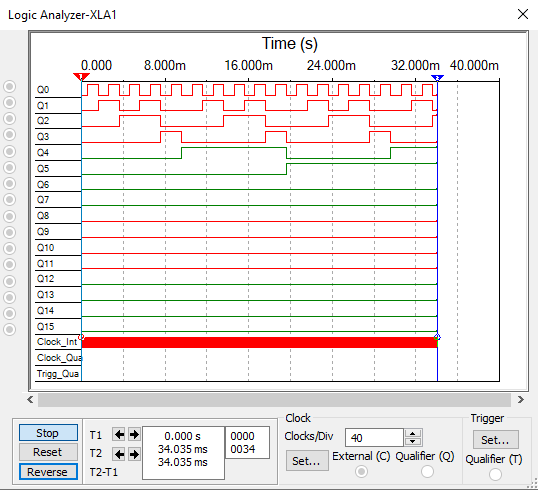 Logic Analyzer-XLA1
Time (s)
0.000 8.000m 16.000m 24.000m 32.000m 40.000m
1 2
Q0
Q1
Q2
Q3
Q4
Q5
Q6
Q7
Q8
Q9
Q10
Q11
Q12
Q13
Q14
Q15
Clock_Int
Clock_Qua
Trigg_Qua
Stop
Reset
Reverse
T1 0.000 s 0000
T2 34.035 ms 0034
T2-T1 34.035 ms
Clock
Clocks/Div 40
Set... External (C) Qualifier (Q)
Trigger
Set...
Qualifier (T)